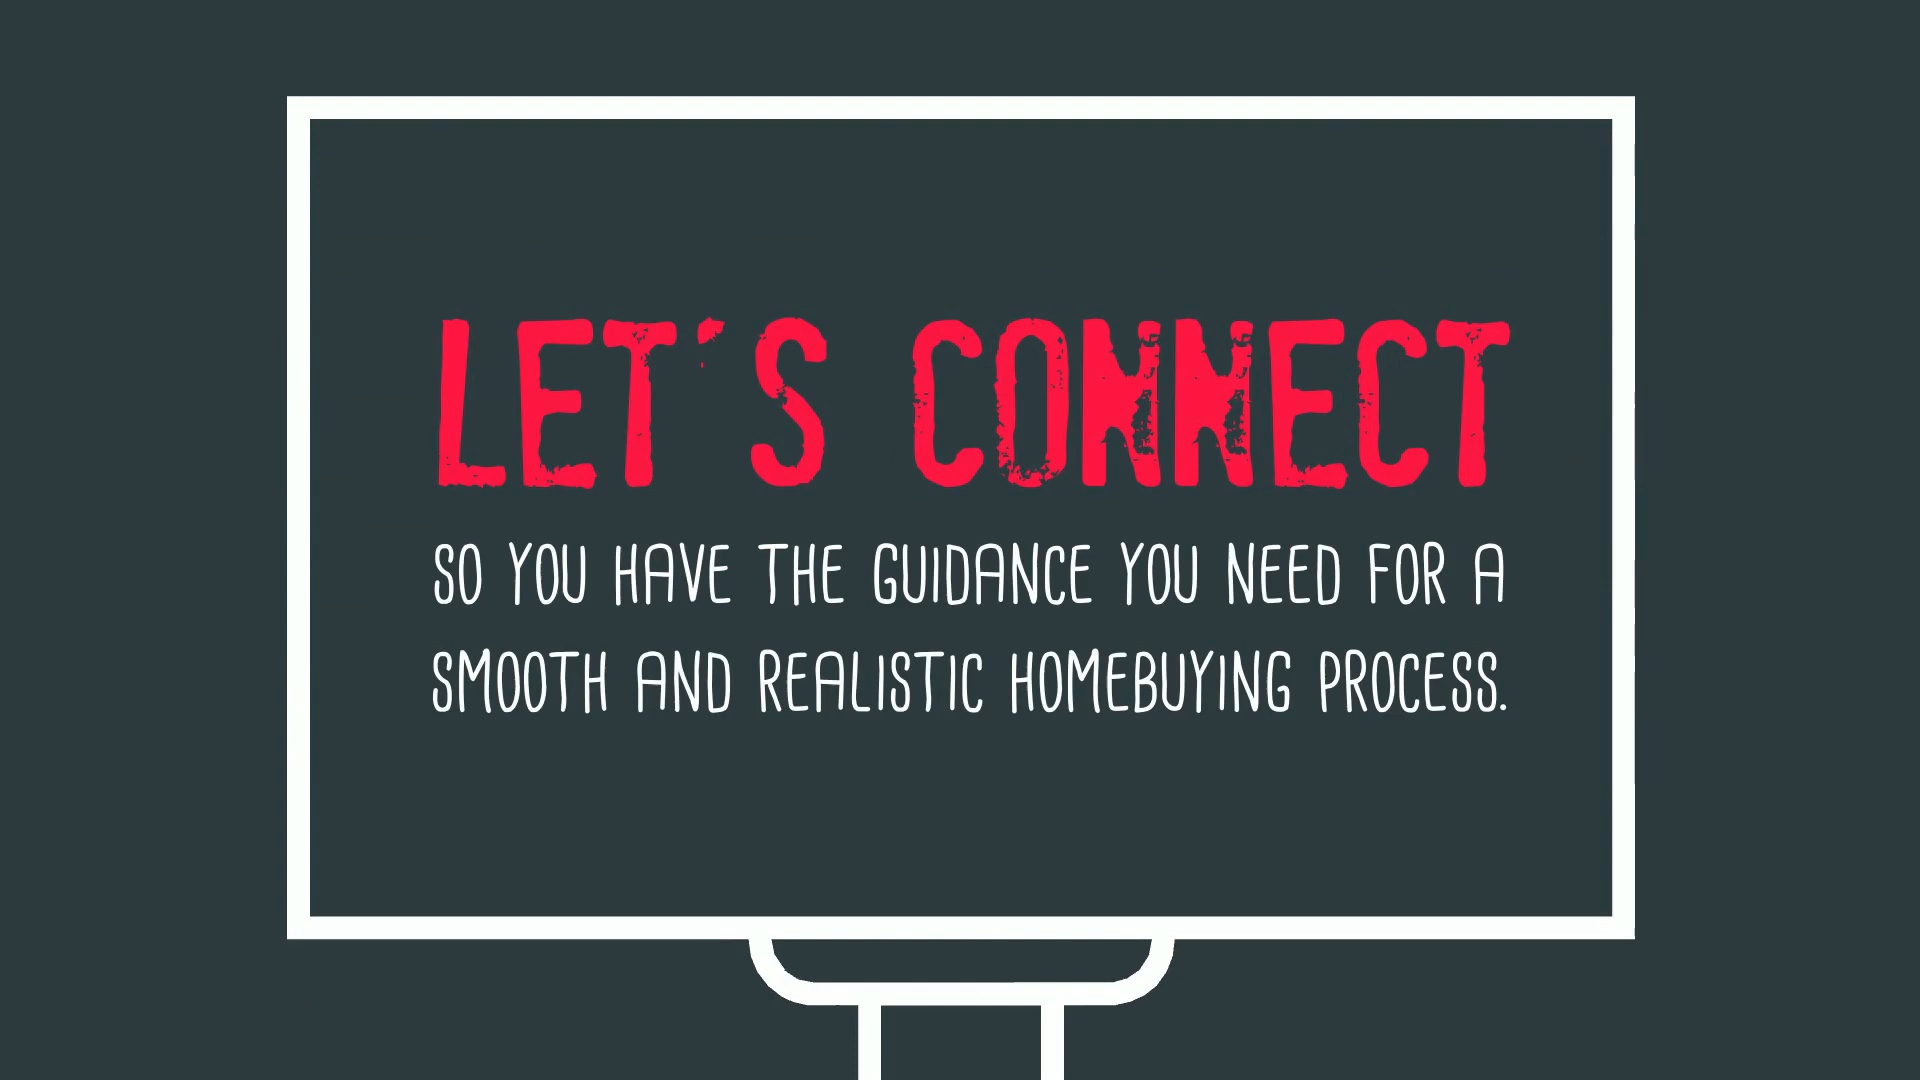 LET'S CONNECT
SO YOU HAVE THE GUIDANCE YOU NEED FOR A
SMOOTH AND REALISTIC HOMEBUYING PROCESS.